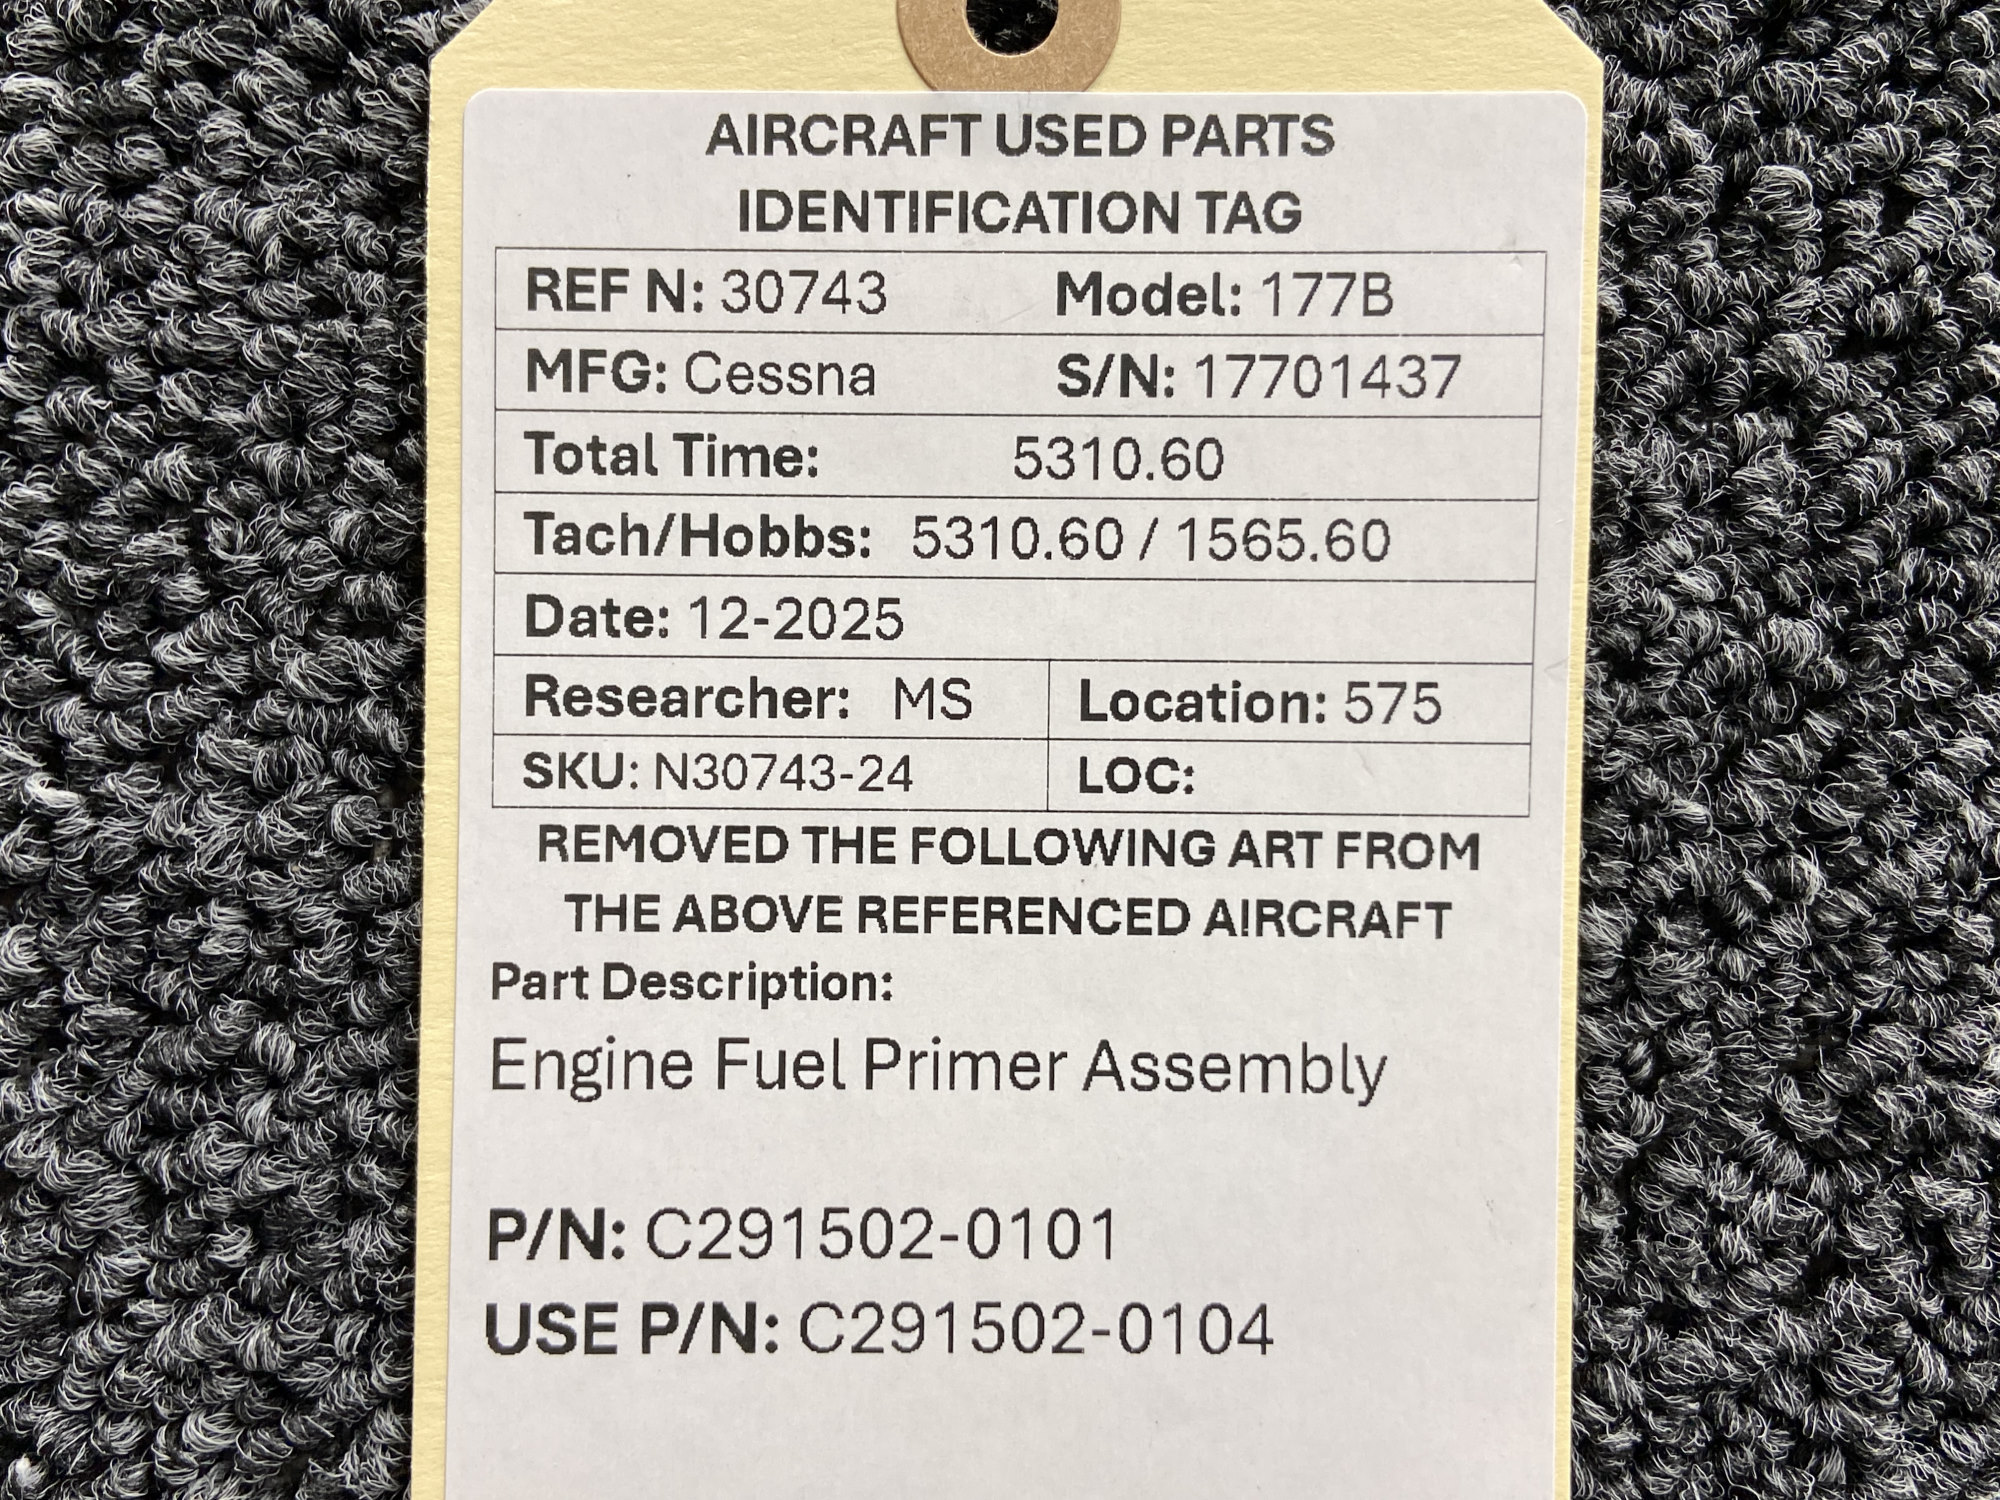 AIRCRAFT USED PARTS
IDENTIFICATION TAG
REF N: 30743 Model: 177B
MFG: Cessna S/N: 17701437
Total Time: 5310.60
Tach/Hobbs: 5310.60 / 1565.60
Date: 12-2025
Researcher: MS Location: 575
SKU: N30743-24 LOC:
REMOVED THE FOLLOWING ART FROM
THE ABOVE REFERENCED AIRCRAFT
Part Description:
Engine Fuel Primer Assembly
P/N: C291502-0101
USE P/N: C291502-0104